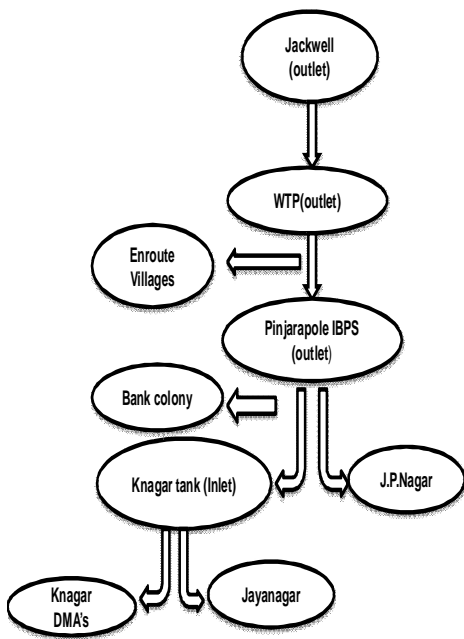 Jackwell
(outlet)
WTP(outlet)
Enroute
Villages
Pinjarapole IBPS
(outlet)
Bank colony
Knagar tank (Inlet)
J.P.Nagar
Knagar
DMA's
Jayanagar